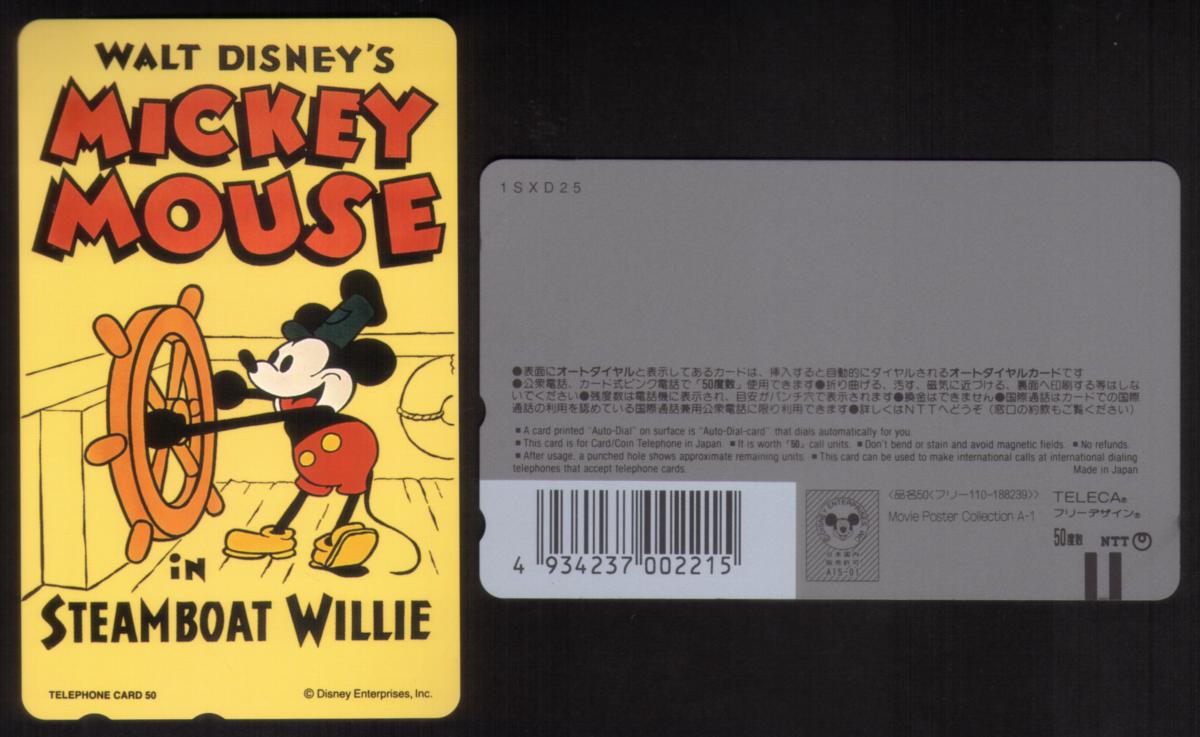 WALT DISNEY'S
MICKEY
MOUSE
iN
STEAMBOAT WILLIE
TELEPHONE CARD 50
© Disney Enterprises, Inc.
1SXD25
●表面にオートダイヤルと表示してあるカードは、挿入すると自動的にダイヤルされるオートダイヤルカードです
●公衆電話、カード式ピンク電話で「50度数」使用できます●折り曲げる、汚す、磁気に近づける、裏面へ印刷する等はしな
いでください●残度数は電話機に表示され、目安がパンチ穴で表示されます●換金はできません●国際通話はカードでの国際
通話の利用を認めている国際通話兼用公衆電話に限り利用できます●詳しくはNTTへどうぞ（窓口の約款もご覧ください）
■ A card printed "Auto-Dial" on surface is "Auto-Dial-card" that dials automatically for you.
■ This card is for Card/Coin Telephone in Japan. ■ It is worth「50」call units. ■ Don't bend or stain and avoid magnetic fields. ■ No refunds.
■ After usage, a punched hole shows approximate remaining units. ■ This card can be used to make international calls at international dialing
telephones that accept telephone cards.
Made in Japan
4 934237 002215
日本国内
販売許可
A15-01
〈品名50〈フリー110-188239〉〉
Movie Poster Collection A-1
TELECA®
フリーデザイン®
50度数 NTT